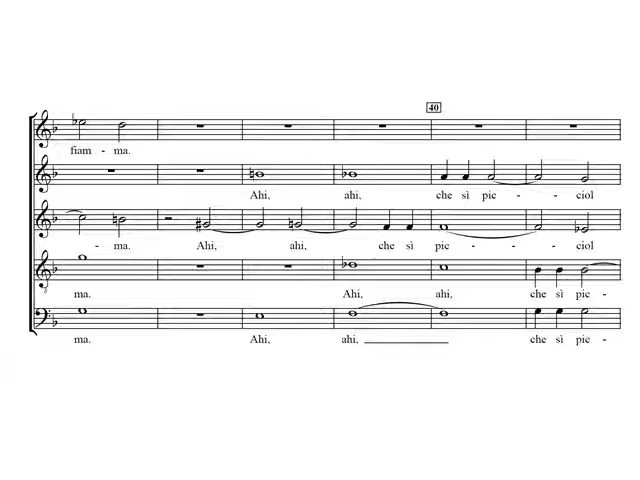 40
fiam - ma.
Ahi, ahi, che sì pic - - ciol
- ma. Ahi, ahi, che sì pic - - - ciol
8
ma. Ahi, ahi, che sì pic -
ma. Ahi, ahi, che sì pic -